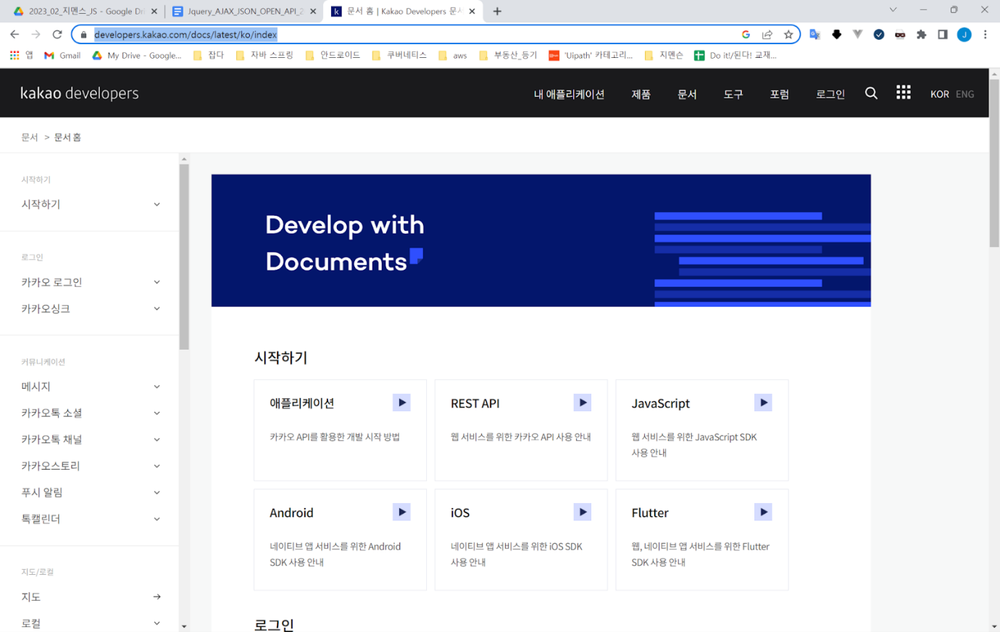 2023_02_지멘스_JS - Google Dri
Jquery_AJAX_JSON_OPEN_API_2
문서 홈 | Kakao Developers 문서
developers.kakao.com/docs/latest/ko/index
앱
Gmail
My Drive - Google...
잡다
자바 스프링
안드로이드
쿠버네티스
aws
부동산_등기
'Uipath' 카테고리...
지멘슨
Do it!/된다! 교재...
kakao developers
내 애플리케이션
제품
문서
도구
포럼
로그인
KOR ENG
문서 > 문서 홈
시작하기
시작하기
로그인
카카오 로그인
카카오싱크
커뮤니케이션
메시지
카카오톡 소셜
카카오톡 채널
카카오스토리
푸시 알림
톡캘린더
지도/로컬
지도
로컬
Develop with
Documents
시작하기
애플리케이션
카카오 API를 활용한 개발 시작 방법
REST API
웹 서비스를 위한 카카오 API 사용 안내
JavaScript
웹 서비스를 위한 JavaScript SDK
사용 안내
Android
네이티브 앱 서비스를 위한 Android
SDK 사용 안내
iOS
네이티브 앱 서비스를 위한 iOS SDK
사용 안내
Flutter
웹, 네이티브 앱 서비스를 위한 Flutter
SDK 사용 안내
로그인